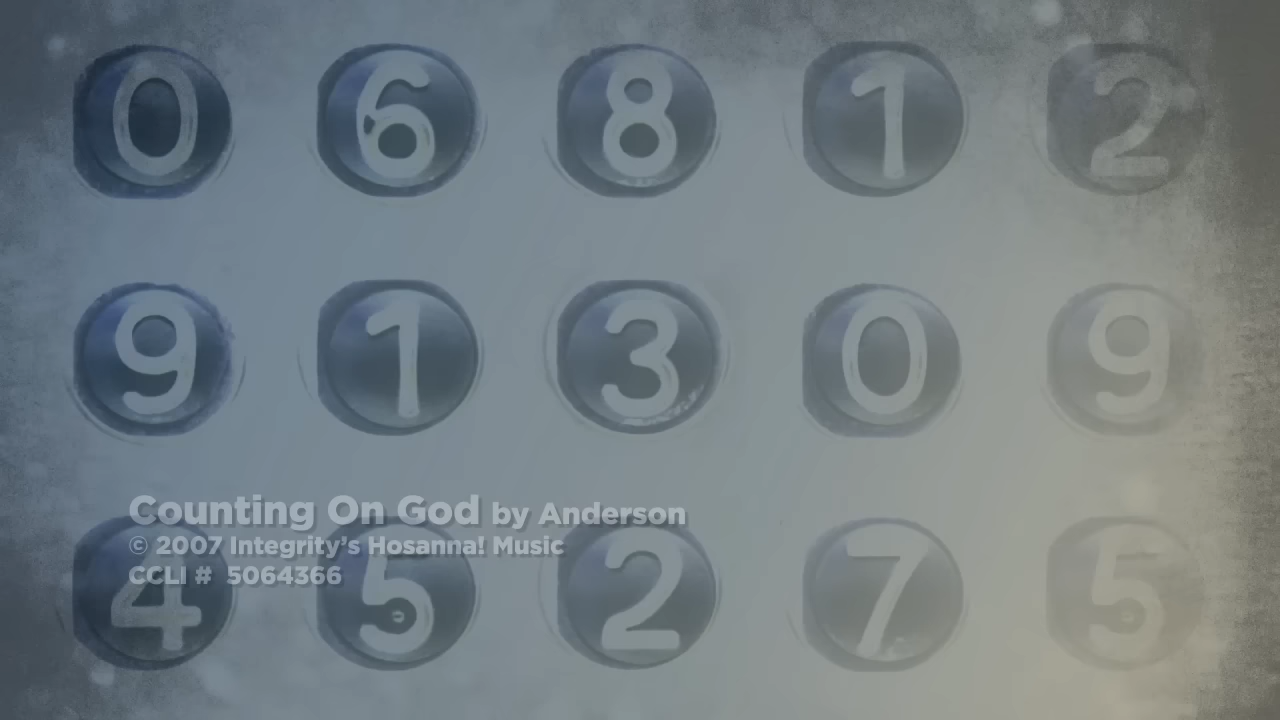 0 6 8 1 2
9 1 3 0 9
Counting On God by Anderson
© 2007 Integrity's Hosanna! Music
CCLI # 5064366
4 5 2 7 5